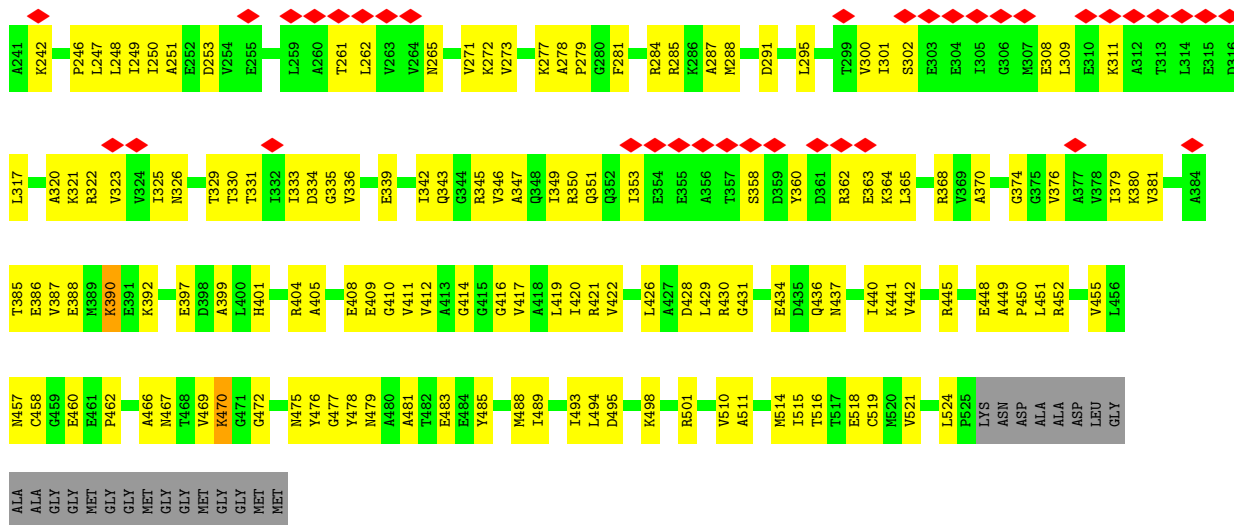 A241 K242 P246 L247 L248 I249 I250 A251 E252 D253 V254 E255 L259 A260 T261 L262 V263 V264 N265 V271 K272 V273 K277 A278 P279 G280 F281 R284 R285 K286 A287 M288 D291 L295 T299 V300 I301 S302 E303 E304 I305 G306 M307 E308 L309 E310 K311 A312 T313 L314 E315 D316
L317 A320 K321 R322 V323 V324 I325 N326 T329 T330 T331 I332 I333 D334 G335 V336 E339 I342 Q343 G344 R345 V346 A347 Q348 I349 R350 Q351 Q352 I353 E354 E355 A356 T357 S358 D359 Y360 D361 R362 E363 K364 L365 R368 V369 A370 G374 G375 V376 A377 V378 I379 K380 V381 A384
T385 E386 V387 E388 M389 K390 E391 K392 E397 D398 A399 L400 H401 R404 A405 E408 E409 G410 V411 V412 A413 G414 G415 G416 V417 A418 L419 I420 R421 V422 L426 A427 D428 L429 R430 G431 E434 D435 Q436 N437 I440 K441 V442 R445 E448 A449 P450 L451 R452 V455 L456
N457 C458 G459 E460 E461 P462 A466 N467 T468 V469 K470 G471 G472 N475 Y476 G477 Y478 N479 A480 A481 T482 E483 E484 Y485 M488 I489 I493 L494 D495 K498 R501 V510 A511 M514 I515 T516 T517 E518 C519 M520 V521 L524 P525 LYS ASN ASP ALA ALA ASP LEU GLY
ALA ALA GLY GLY MET GLY GLY MET GLY GLY MET MET